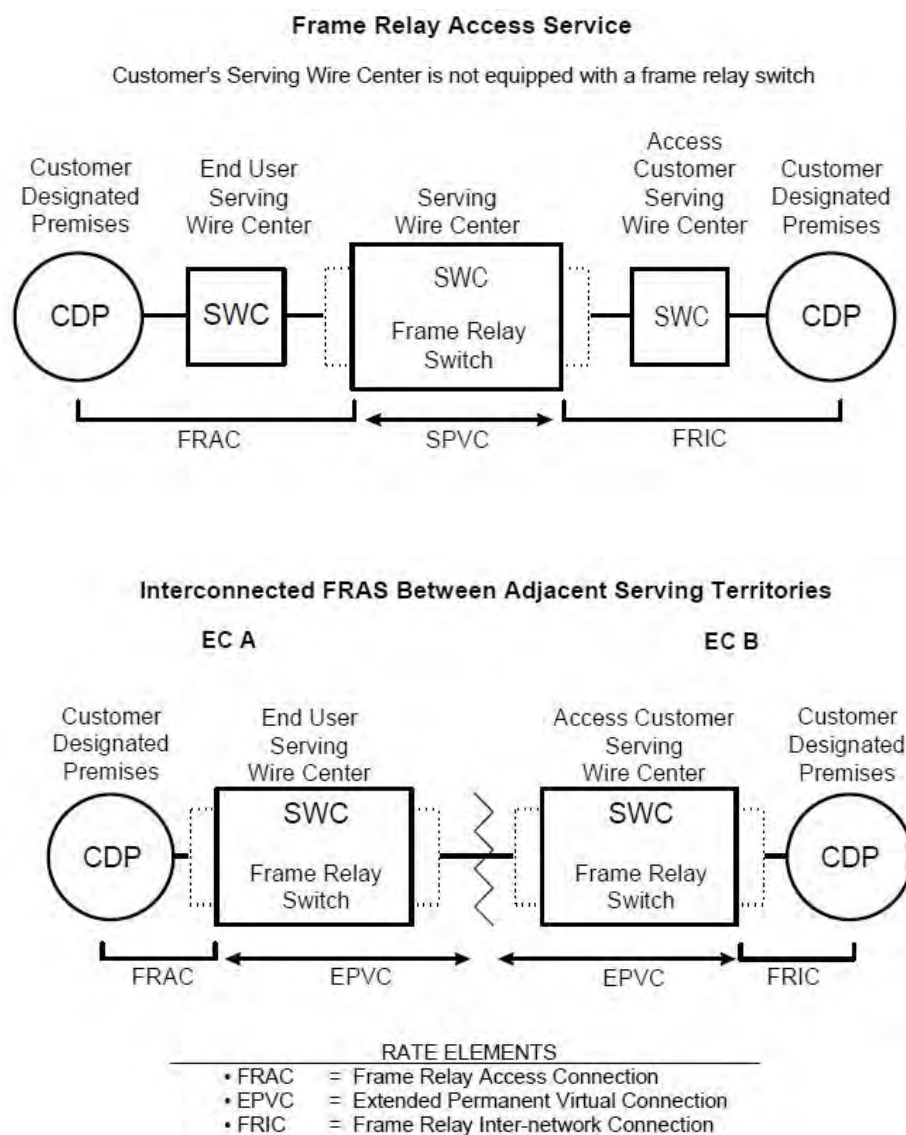 Frame Relay Access Service
Customer's Serving Wire Center is not equipped with a frame relay switch
Customer
Designated
Premises
End User
Serving
Wire Center
Serving
Wire Center
Access
Customer
Serving
Wire Center
Customer
Designated
Premises
CDP
SWC
SWC
Frame Relay
Switch
SWC
CDP
FRAC
SPVC
FRIC
Interconnected FRAS Between Adjacent Serving Territories
EC A
EC B
Customer
Designated
Premises
End User
Serving
Wire Center
Access Customer
Serving
Wire Center
Customer
Designated
Premises
CDP
SWC
Frame Relay
Switch
SWC
Frame Relay
Switch
CDP
FRAC
EPVC
EPVC
FRIC
RATE ELEMENTS
• FRAC = Frame Relay Access Connection
• EPVC = Extended Permanent Virtual Connection
• FRIC = Frame Relay Inter-network Connection